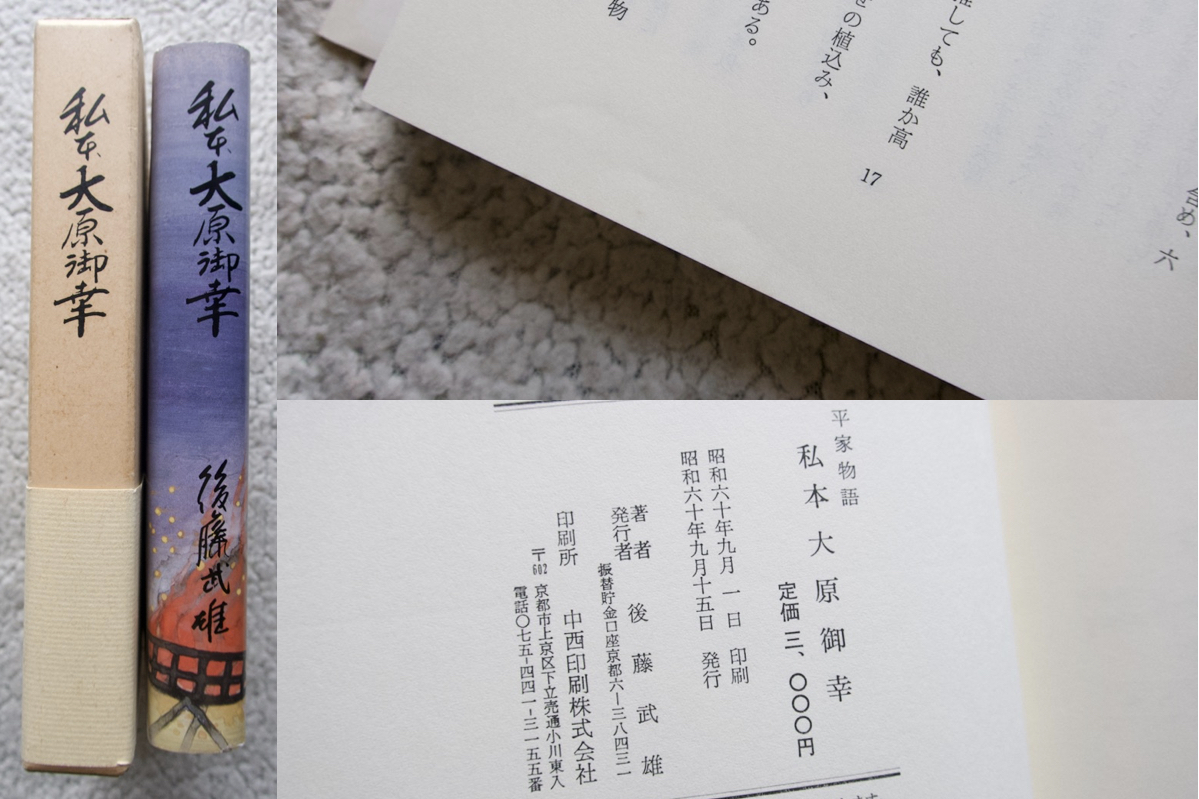 私本大原御幸
私本大原御幸
後藤武雄
含め、六
しても、誰か高
の植込み、
ある。
物
17
平家物語
私本大原御幸
定価 三、〇〇〇円
昭和六十年九月 一 日 印刷
昭和六十年九月十五日 発行
著者
発行者
後藤武雄
振替貯金口座京都六―三八四三一
印刷所 中西印刷株式会社
〒602 京都市上京区下立売通小川東入
電話〇七五―四四一―三一五五番